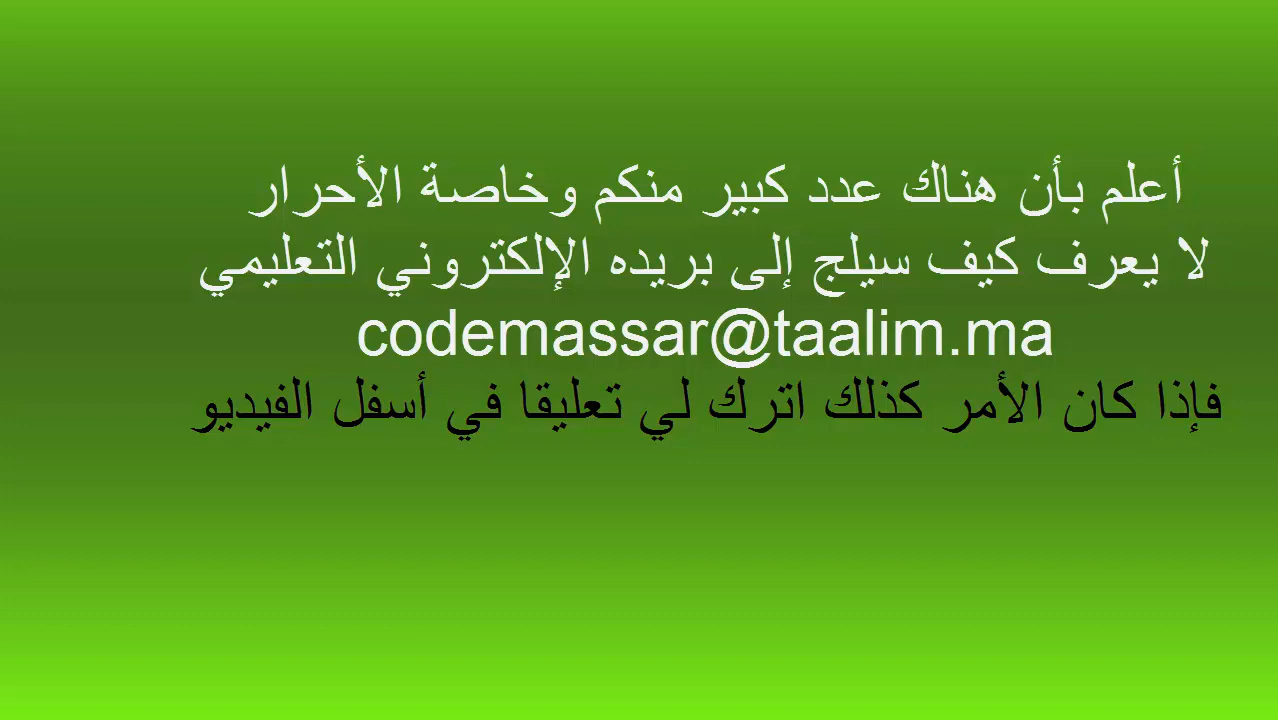 أعلم بأن هناك عدد كبير منكم وخاصة الأحرار
لا يعرف كيف سيلج إلى بريده الإلكتروني التعليمي
codemassar@taalim.ma
فإذا كان الأمر كذلك اترك لي تعليقا في أسفل الفيديو